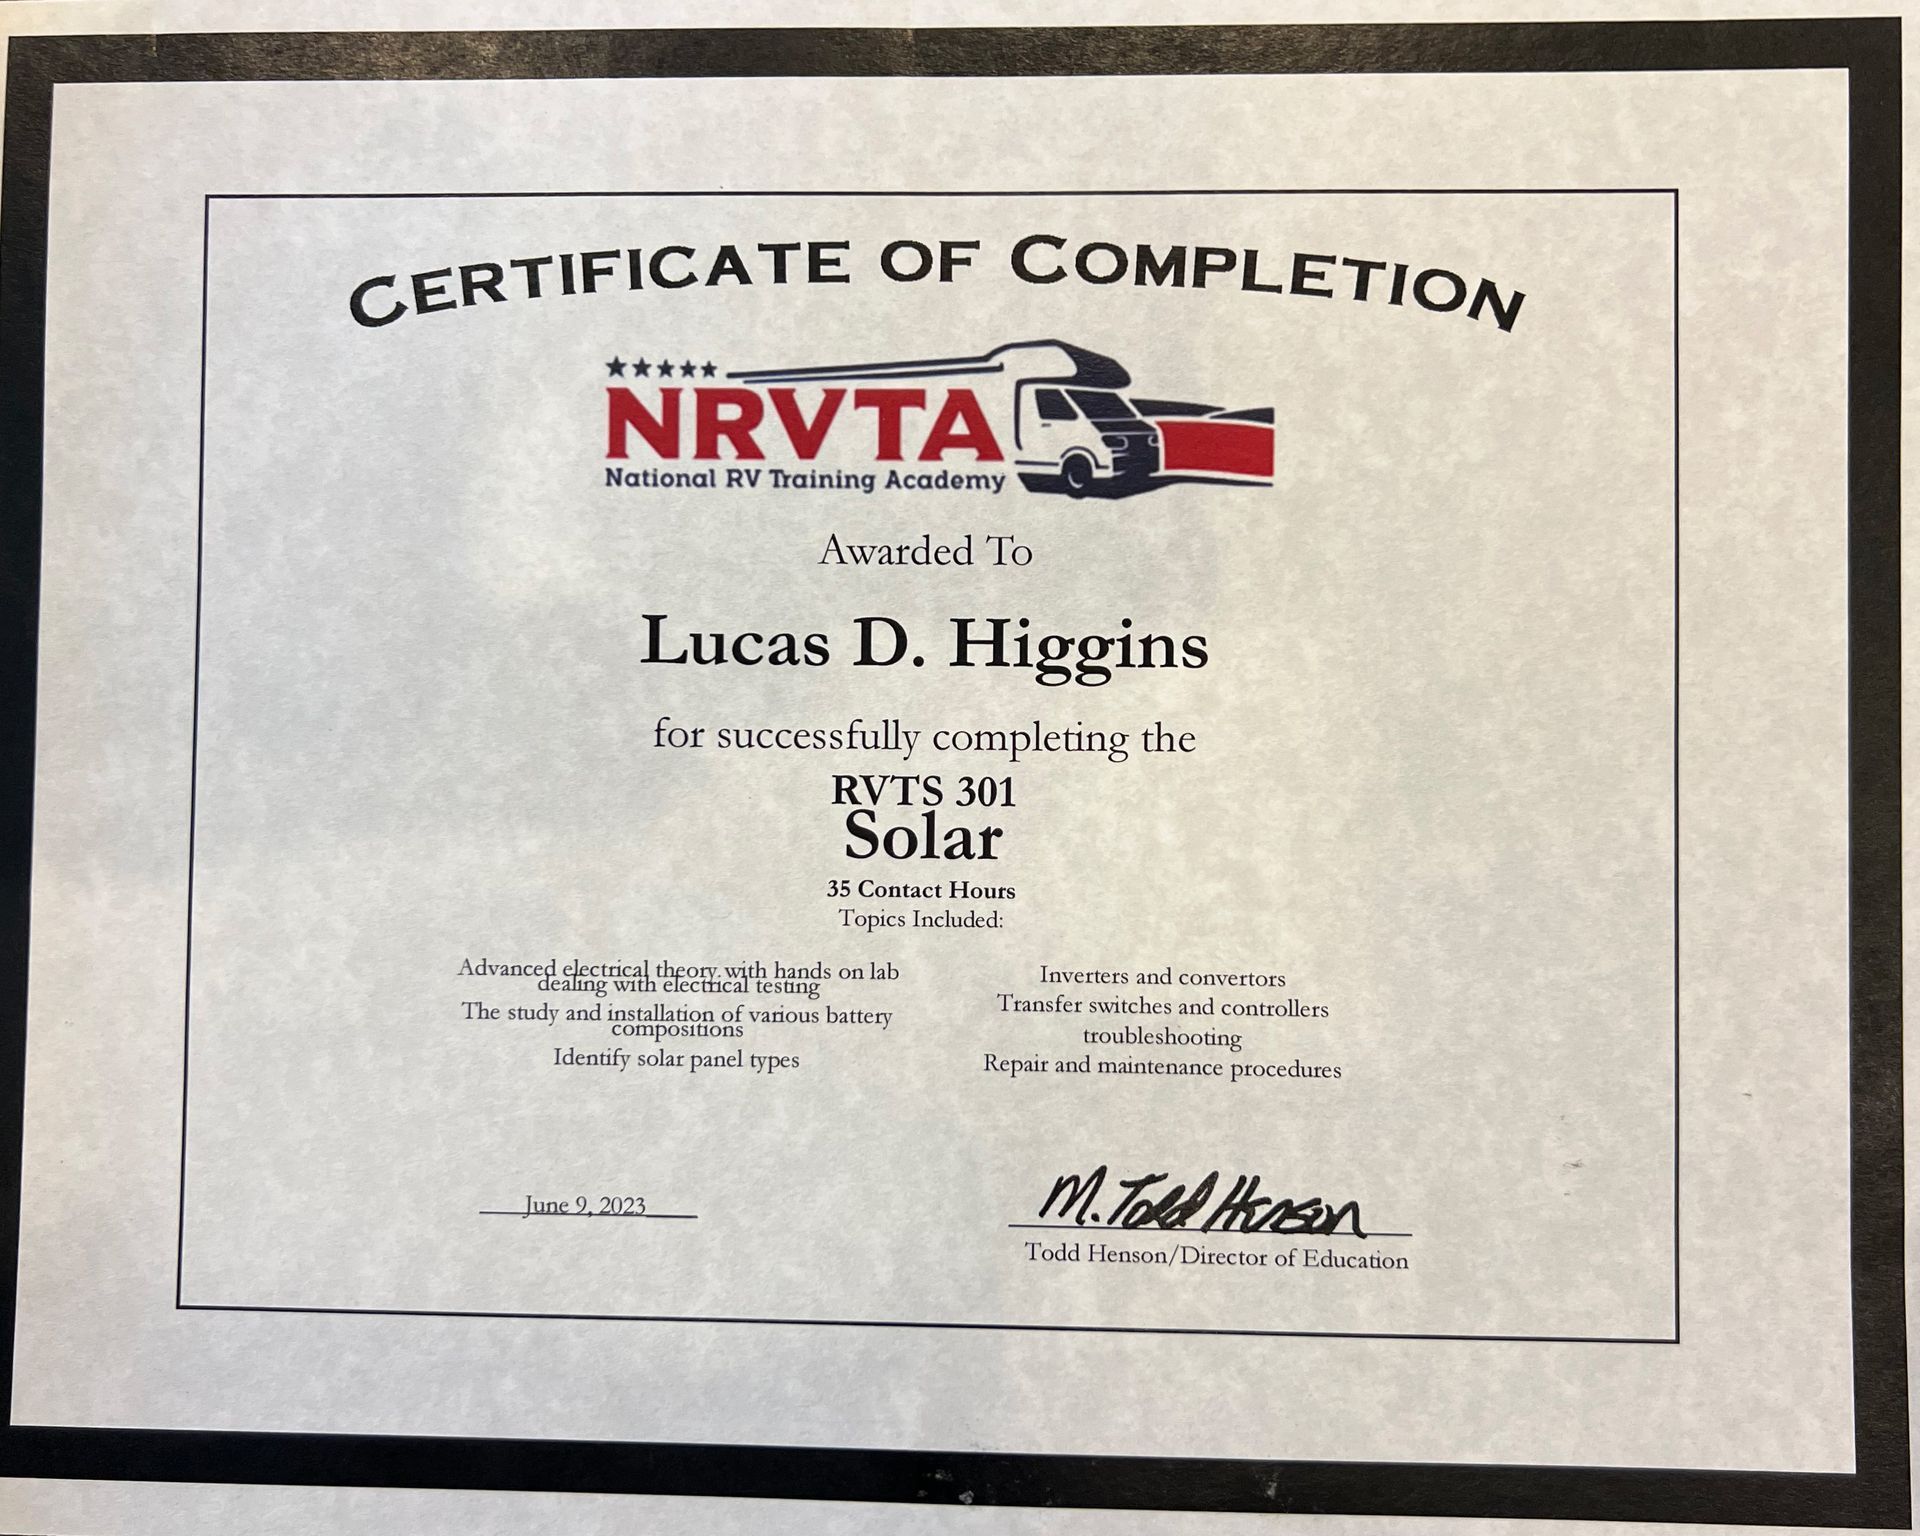 CERTIFICATE OF COMPLETION
NRVTA
National RV Training Academy
Awarded To
Lucas D. Higgins
for successfully completing the
RVTS 301
Solar
35 Contact Hours
Topics Included:
Advanced electrical theory with hands on lab
dealing with electrical testing
The study and installation of various battery
compositions
Identify solar panel types
Inverters and convertors
Transfer switches and controllers
troubleshooting
Repair and maintenance procedures
June 9, 2023
M. Todd Henson
Todd Henson/Director of Education